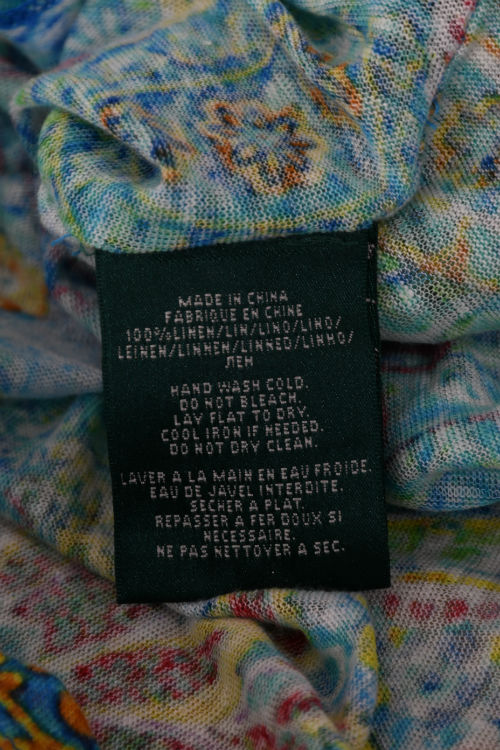 MADE IN CHINA
FABRIQUE EN CHINE
100%LINEN/LIN/LINO/LINO/
LEINEN/LINNEN/LINNED/LINHO/
ЛЕН
HAND WASH COLD.
DO NOT BLEACH.
LAY FLAT TO DRY.
COOL IRON IF NEEDED.
DO NOT DRY CLEAN.
LAVER A LA MAIN EN EAU FROIDE.
EAU DE JAVEL INTERDITE.
SECHER A PLAT.
REPASSER A FER DOUX SI
NECESSAIRE.
NE PAS NETTOYER A SEC.